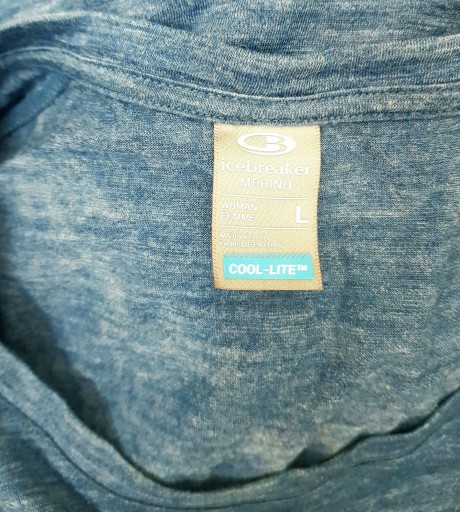 icebreaker
MERINO
WOMAN
FEMME
L
COOL-LITE™